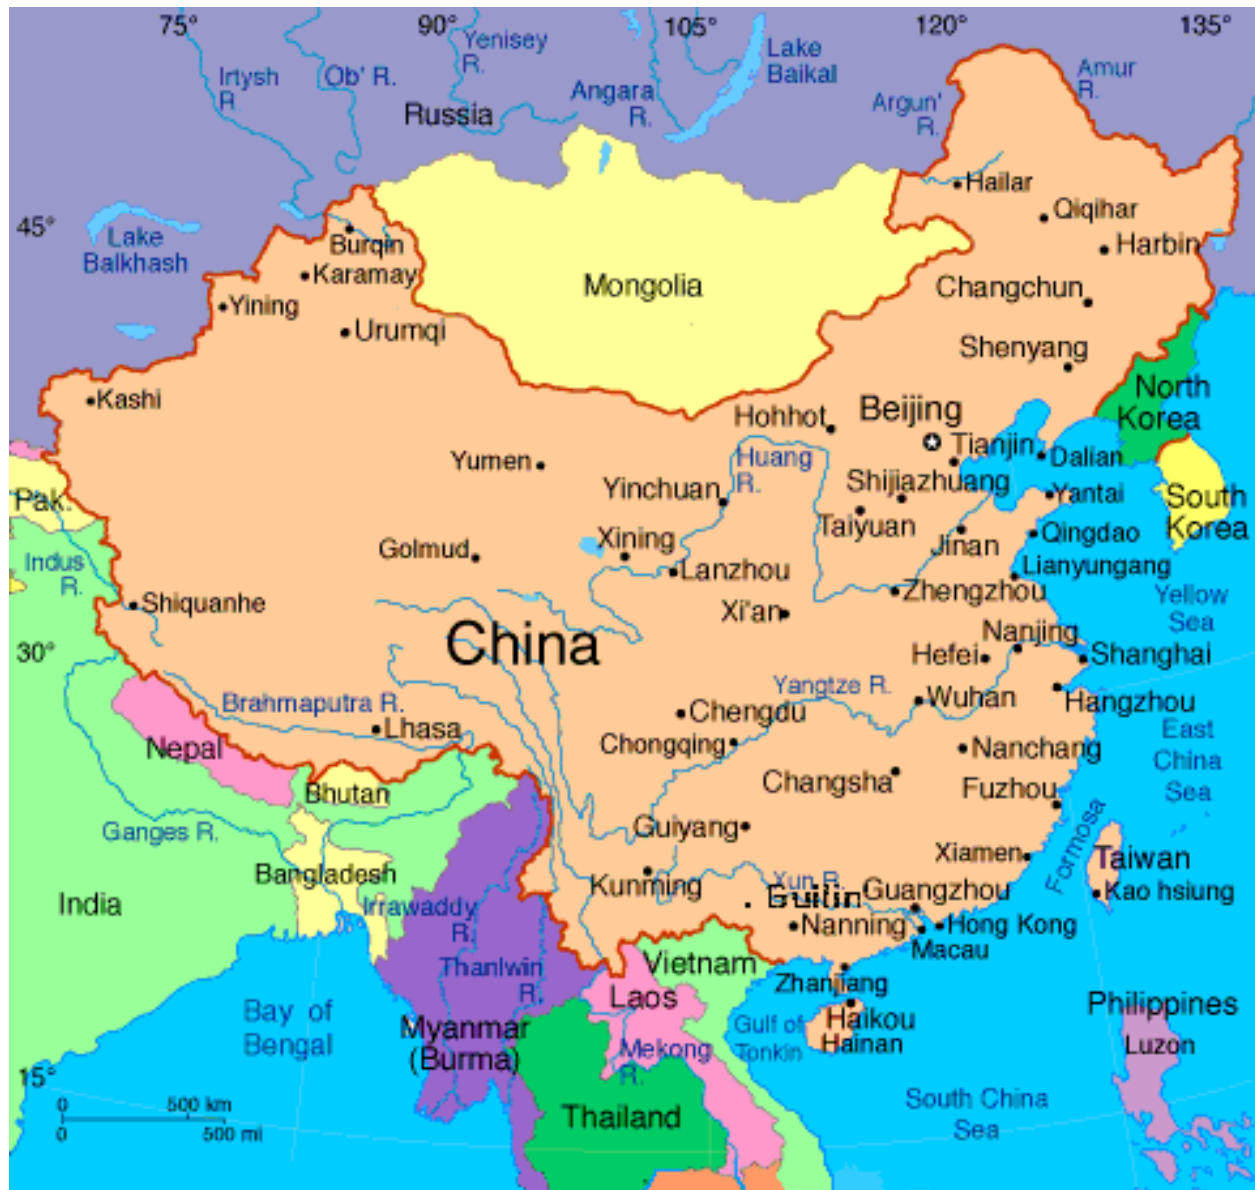 75°
90°
105°
120°
135°
Irtysh
R.
Ob' R.
Yenisey
R.
Angara
R.
Lake
Baikal
Argun'
R.
Amur
R.
Russia
Hailar
Qiqihar
Harbin
45°
Lake
Balkhash
Burqin
Karamay
Yining
Urumqi
Mongolia
Changchun
Shenyang
Kashi
Hohhot
Beijing
North
Korea
Tianjin
Dalian
Huang
R.
Yumen
Yinchuan
Shijiazhuang
Yantai
South
Korea
Pak.
Taiyuan
Jinan
Qingdao
Xining
Golmud
Lanzhou
Lianyungang
Indus
R.
Zhengzhou
Yellow
Sea
Shiquanhe
Xi'an
China
Nanjing
30°
Hefei
Shanghai
Yangtze R.
Wuhan
Hangzhou
Brahmaputra R.
Lhasa
Chengdu
Chongqing
Nanchang
East
China
Sea
Nepal
Bhutan
Changsha
Fuzhou
Ganges R.
Guiyang
Formosa
Xiamen
Taiwan
Bangladesh
Kunming
Xun R.
Guilin
Guangzhou
Kao hsiung
India
Irrawaddy
R.
Nanning
Hong Kong
Macau
Thanlwin
R.
Vietnam
Laos
Zhanjiang
Haikou
Hainan
Philippines
Luzon
Bay of
Bengal
Myanmar
(Burma)
Gulf of
Tonkin
Mekong
R.
15°
0 500 km
0 500 mi
Thailand
South China
Sea